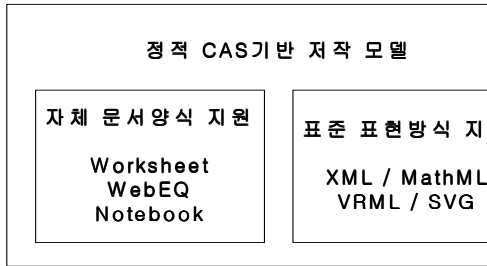 정적 CAS기반 저작 모델
자체 문서양식 지원
Worksheet
WebEQ
Notebook
표준 표현방식 지
XML / MathML
VRML / SVG